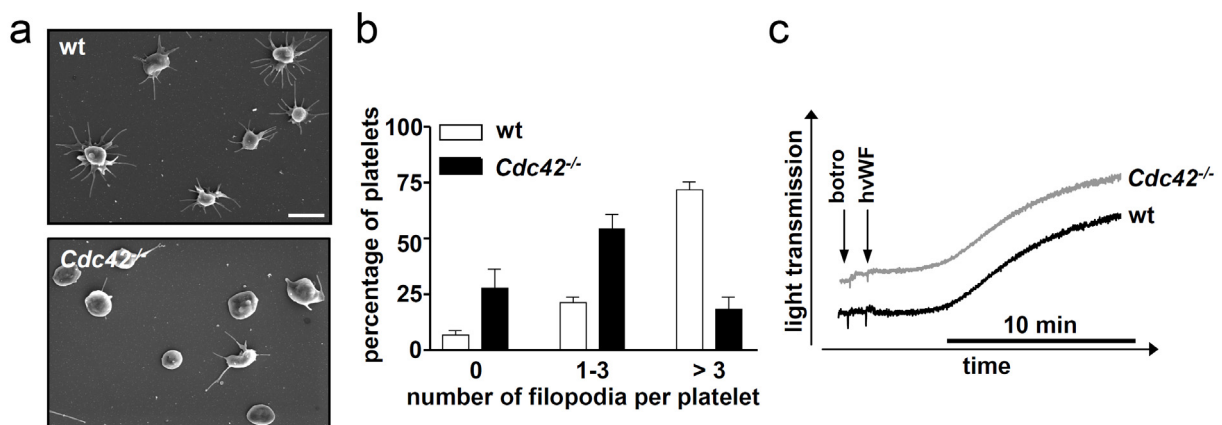 a
wt
Cdc42-/-
b
percentage of platelets
100
75
50
25
0
wt
Cdc42-/-
0
1-3
> 3
number of filopodia per platelet
c
light transmission
botro
hvWF
Cdc42-/-
wt
10 min
time